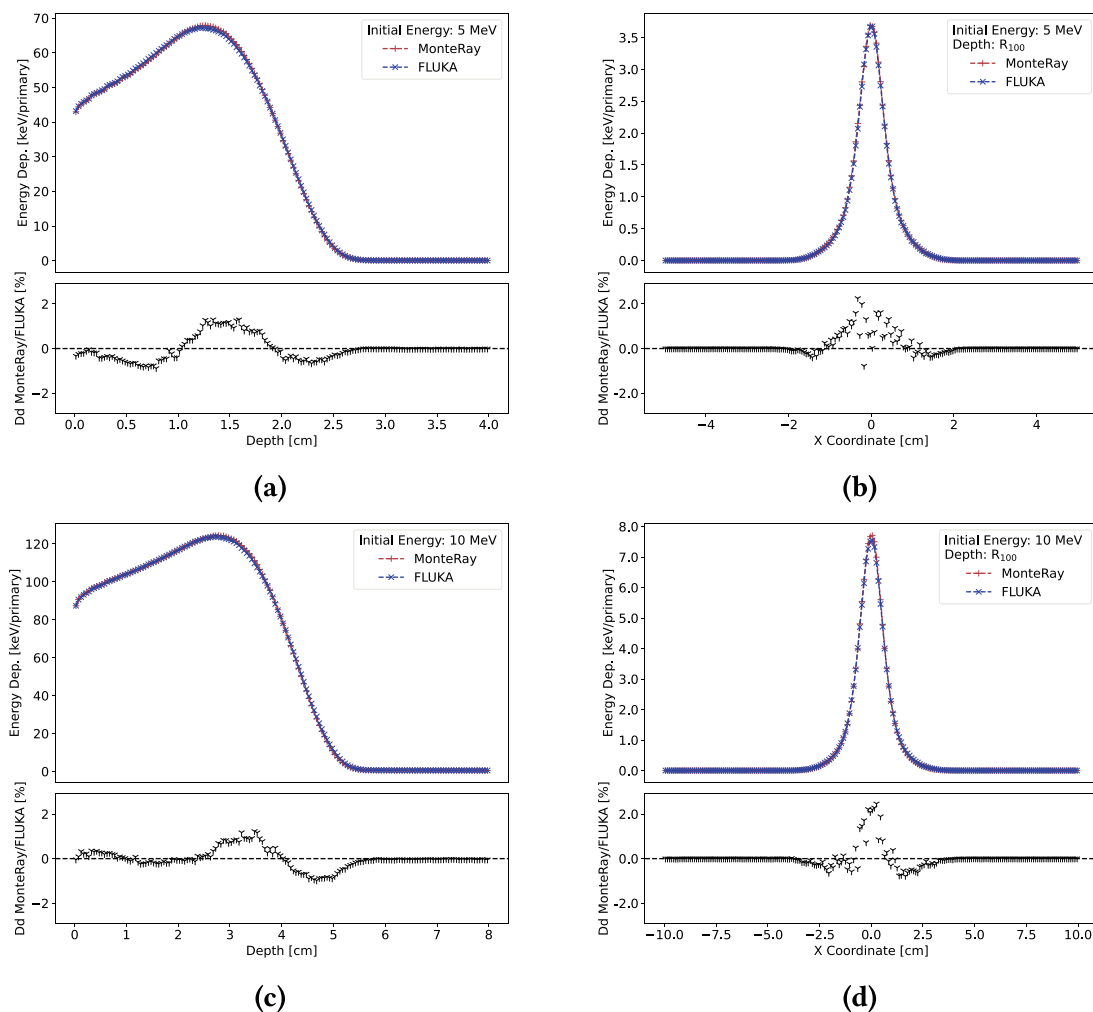 70
60
50
40
30
20
10
0
Energy Dep. [keV/primary]
Initial Energy: 5 MeV
MonteRay
FLUKA
2
0
−2
Dd MonteRay/FLUKA [%]
0.0 0.5 1.0 1.5 2.0 2.5 3.0 3.5 4.0
Depth [cm]
(a)
3.5
3.0
2.5
2.0
1.5
1.0
0.5
0.0
Energy Dep. [keV/primary]
Initial Energy: 5 MeV
Depth: R100
MonteRay
FLUKA
2.0
0.0
−2.0
Dd MonteRay/FLUKA [%]
−4 −2 0 2 4
X Coordinate [cm]
(b)
120
100
80
60
40
20
0
Energy Dep. [keV/primary]
Initial Energy: 10 MeV
MonteRay
FLUKA
2
0
−2
Dd MonteRay/FLUKA [%]
0 1 2 3 4 5 6 7 8
Depth [cm]
(c)
8.0
7.0
6.0
5.0
4.0
3.0
2.0
1.0
0.0
Energy Dep. [keV/primary]
Initial Energy: 10 MeV
Depth: R100
MonteRay
FLUKA
2.0
0.0
−2.0
Dd MonteRay/FLUKA [%]
−10.0 −7.5 −5.0 −2.5 0.0 2.5 5.0 7.5 10.0
X Coordinate [cm]
(d)